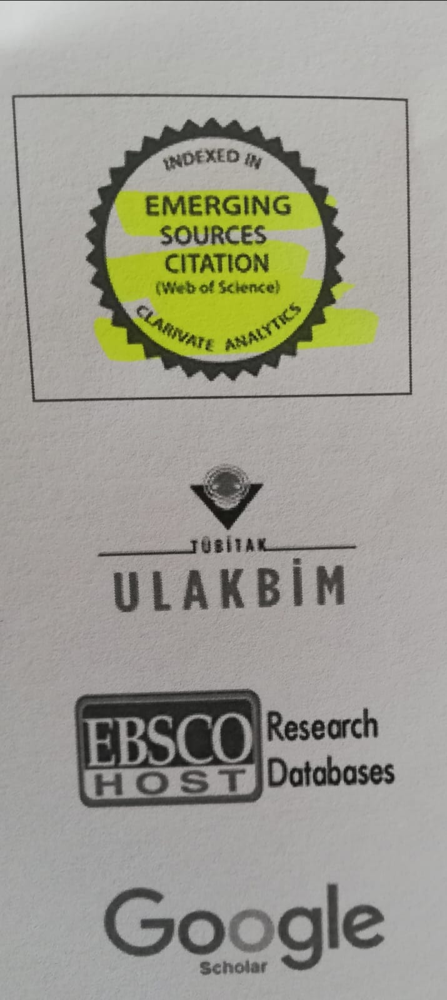 INDEXED IN
EMERGING
SOURCES
CITATION
(Web of Science)
CLARIVATE ANALYTICS
TÜBİTAK
ULAKBİM
EBSCO
HOST
Research
Databases
Google
Scholar